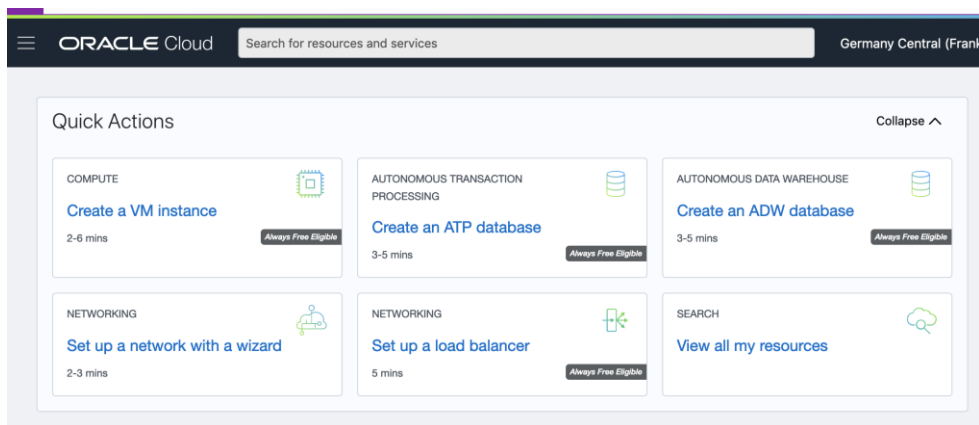 ORACLE Cloud
Search for resources and services
Germany Central (Frank
Quick Actions
Collapse
COMPUTE
Create a VM instance
2-6 mins
Always Free Eligible
AUTONOMOUS TRANSACTION
PROCESSING
Create an ATP database
3-5 mins
Always Free Eligible
AUTONOMOUS DATA WAREHOUSE
Create an ADW database
3-5 mins
Always Free Eligible
NETWORKING
Set up a network with a wizard
2-3 mins
NETWORKING
Set up a load balancer
5 mins
Always Free Eligible
SEARCH
View all my resources